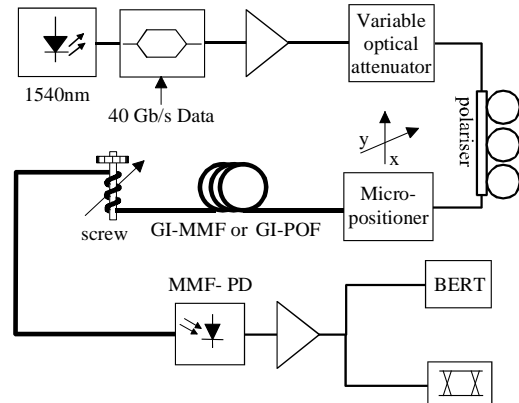 Variable
optical
attenuator
1540nm
40 Gb/s Data
polariser
y
x
Micro-
positioner
screw
GI-MMF or GI-POF
MMF- PD
BERT